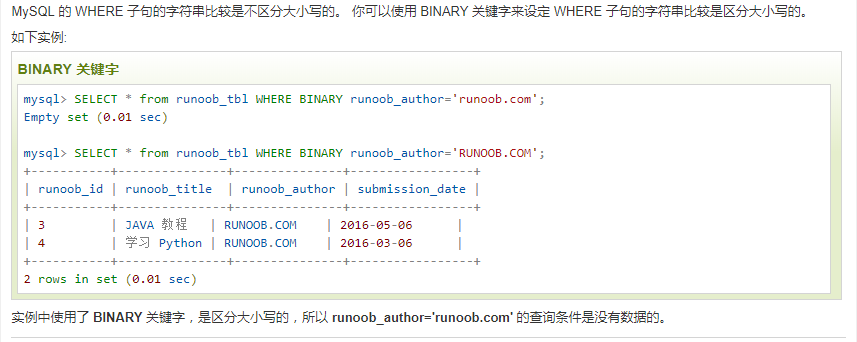 MySQL 的 WHERE 子句的字符串比较是不区分大小写的。 你可以使用 BINARY 关键字来设定 WHERE 子句的字符串比较是区分大小写的。
如下实例:
BINARY 关键字
mysql> SELECT * from runoob_tbl WHERE BINARY runoob_author='runoob.com';
Empty set (0.01 sec)
mysql> SELECT * from runoob_tbl WHERE BINARY runoob_author='RUNOOB.COM';
+-----------+---------------+---------------+-----------------+
| runoob_id | runoob_title  | runoob_author | submission_date |
+-----------+---------------+---------------+-----------------+
| 3         | JAVA 教程   | RUNOOB.COM    | 2016-05-06      |
| 4         | 学习 Python | RUNOOB.COM    | 2016-03-06      |
+-----------+---------------+---------------+-----------------+
2 rows in set (0.01 sec)
实例中使用了 BINARY 关键字，是区分大小写的，所以 runoob_author='runoob.com' 的查询条件是没有数据的。